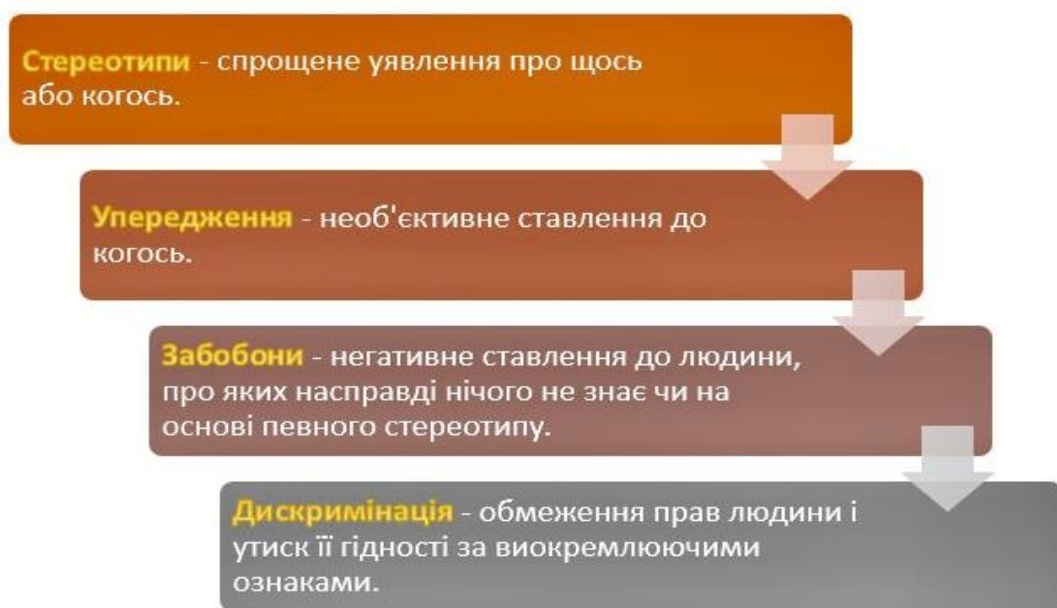 Стереотипи - спрощене уявлення про щось
або когось.
Упередження - необ'єктивне ставлення до
когось.
Забобони - негативне ставлення до людини,
про яких насправді нічого не знає чи на
основі певного стереотипу.
Дискримінація - обмеження прав людини і
утиск її гідності за виокремлюючими
ознаками.